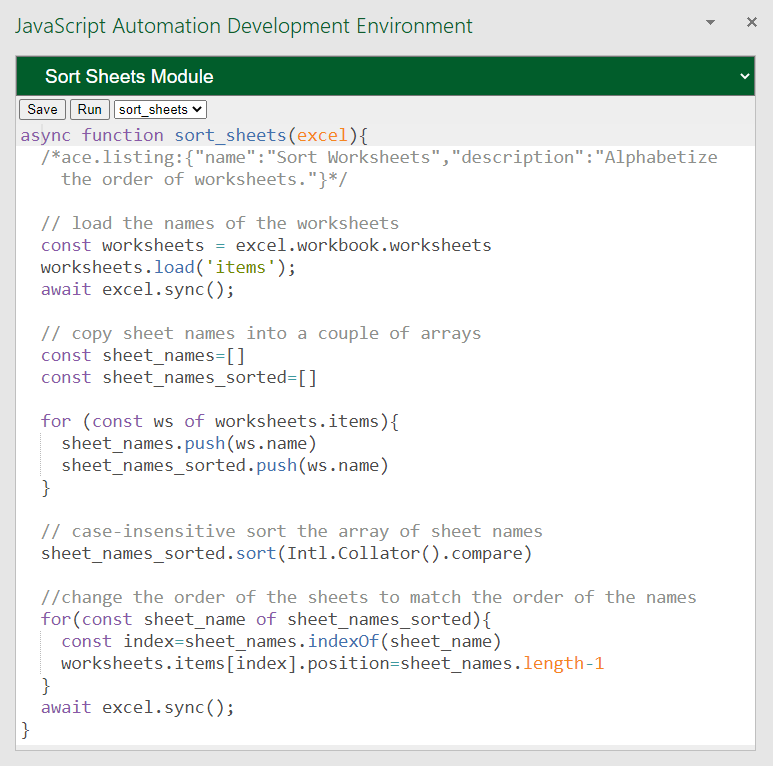 JavaScript Automation Development Environment
Sort Sheets Module
Save Run sort_sheets
async function sort_sheets(excel){
/*ace.listing:{"name":"Sort Worksheets","description":"Alphabetize
the order of worksheets."}*/
// load the names of the worksheets
const worksheets = excel.workbook.worksheets
worksheets.load('items');
await excel.sync();
// copy sheet names into a couple of arrays
const sheet_names=[]
const sheet_names_sorted=[]
for (const ws of worksheets.items){
sheet_names.push(ws.name)
sheet_names_sorted.push(ws.name)
}
// case-insensitive sort the array of sheet names
sheet_names_sorted.sort(Intl.Collator().compare)
//change the order of the sheets to match the order of the names
for(const sheet_name of sheet_names_sorted){
const index=sheet_names.indexOf(sheet_name)
worksheets.items[index].position=sheet_names.length-1
}
await excel.sync();
}